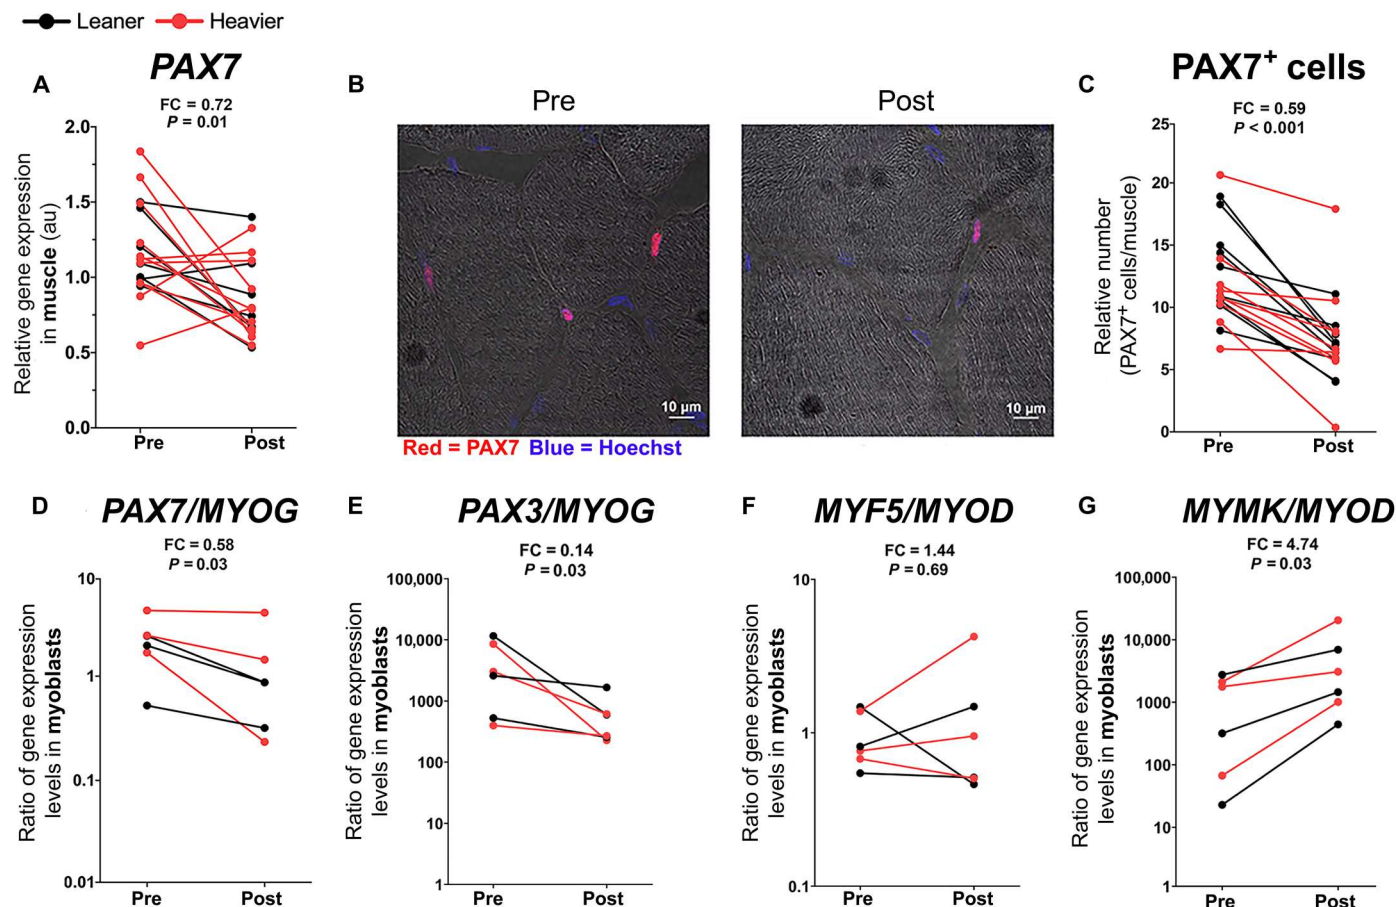 Leaner Heavier
A
PAX7
FC = 0.72
P = 0.01
Relative gene expression
in muscle (au)
2.0
1.5
1.0
0.5
0.0
Pre Post
B
Pre Post
10 µm
10 µm
Red = PAX7 Blue = Hoechst
C
PAX7+ cells
FC = 0.59
P < 0.001
Relative number
(PAX7+ cells/muscle)
25
20
15
10
5
0
Pre Post
D
PAX7/MYOG
FC = 0.58
P = 0.03
Ratio of gene expression
levels in myoblasts
10
1
0.1
0.01
Pre Post
E
PAX3/MYOG
FC = 0.14
P = 0.03
Ratio of gene expression
levels in myoblasts
100,000
10,000
1000
100
10
1
Pre Post
F
MYF5/MYOD
FC = 1.44
P = 0.69
Ratio of gene expression
levels in myoblasts
10
1
0.1
Pre Post
G
MYMK/MYOD
FC = 4.74
P = 0.03
Ratio of gene expression
levels in myoblasts
100,000
10,000
1000
100
10
1
Pre Post